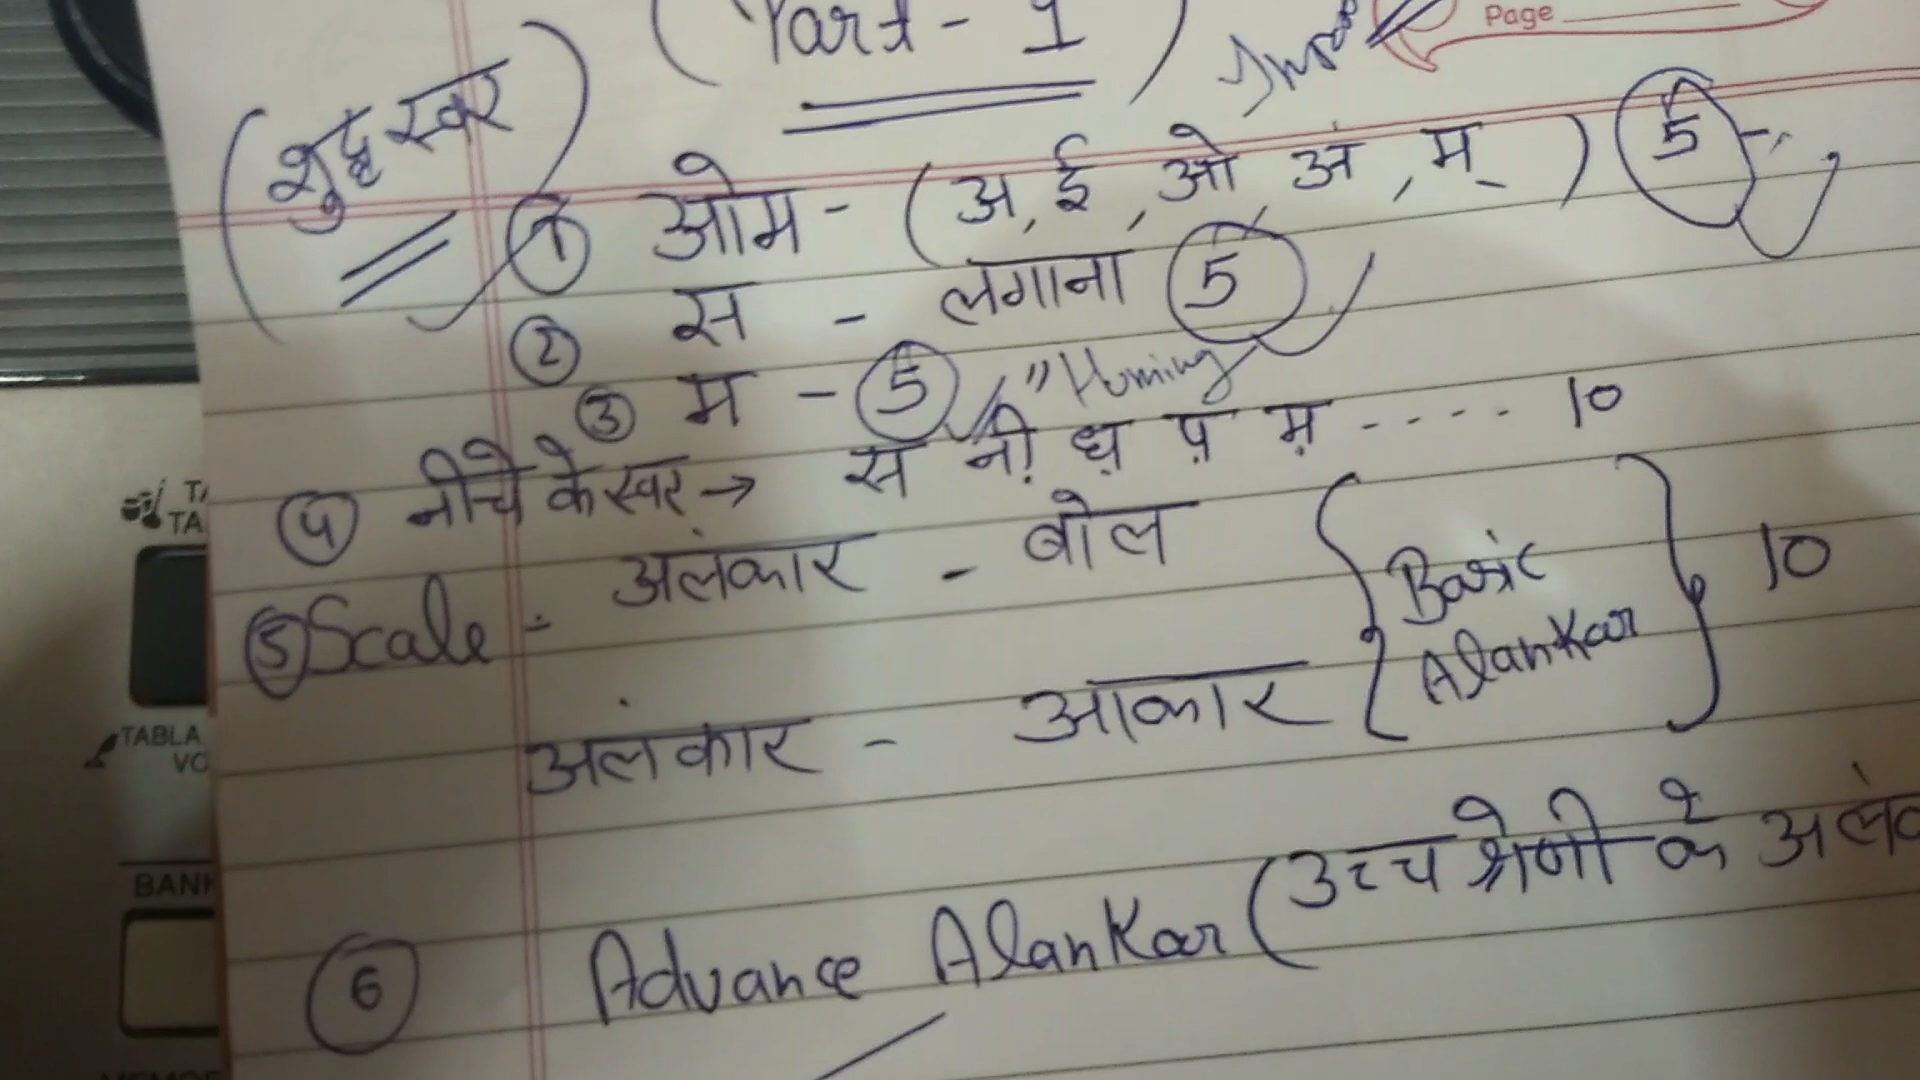 (Part - 1)
Page
(शुद्ध स्वर)
① ओम - (अ, ई, ओ अं, म्) 5
② स - लगाना 5
③ म - 5 "Huming
④ नीचे के स्वर → स नी़ ध़ प़ म़ ---- 10
⑤ Scale - अलंकार - बोल { Basic Alankar } 10
अलंकार - आकार
⑥ Advance Alankar (उच्च श्रेणी के
TABLA